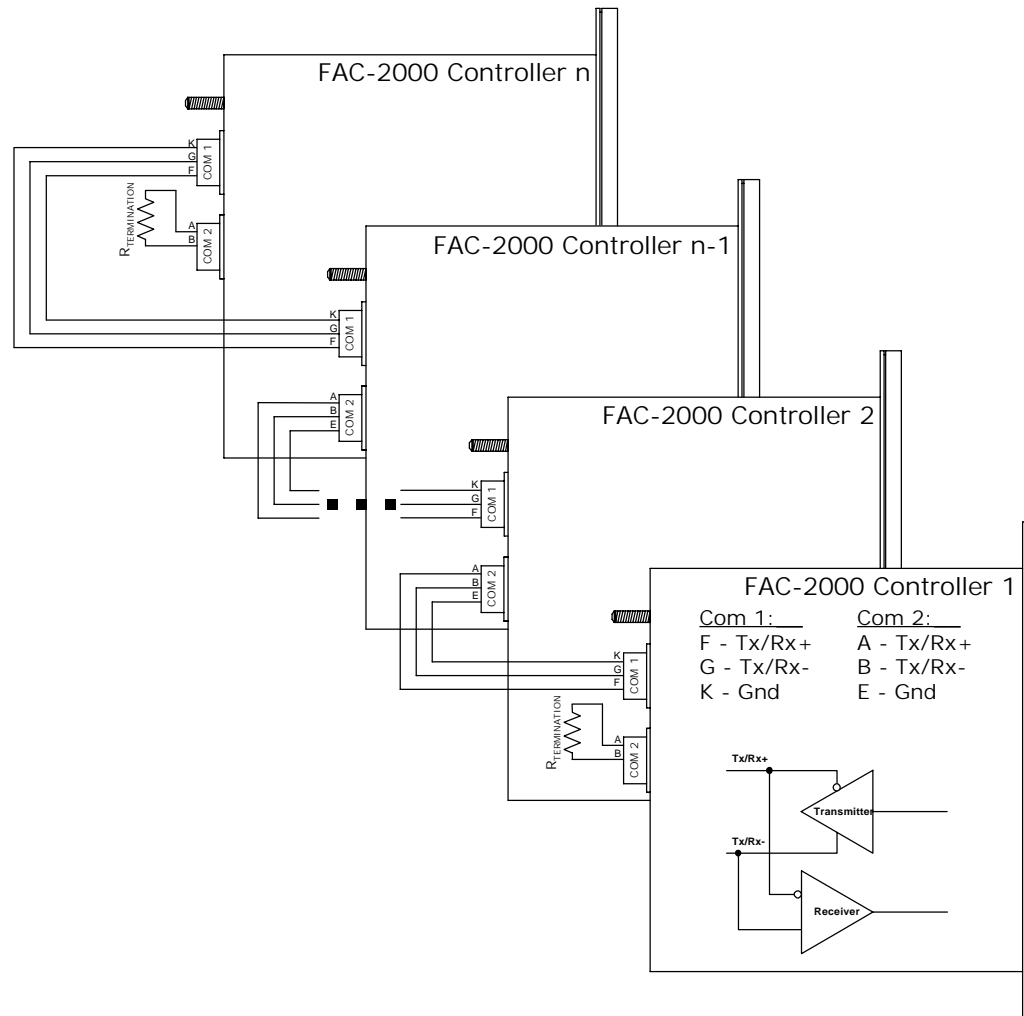 FAC-2000 Controller n
K
G
F
COM 1
RTERMINATION
A
B
COM 2
FAC-2000 Controller n-1
K
G
F
COM 1
A
B
E
COM 2
FAC-2000 Controller 2
K
G
F
COM 1
A
B
E
COM 2
FAC-2000 Controller 1
K
G
F
COM 1
RTERMINATION
A
B
COM 2
Com 1:__ Com 2:__
F - Tx/Rx+ A - Tx/Rx+
G - Tx/Rx- B - Tx/Rx-
K - Gnd E - Gnd
Tx/Rx+
Transmitter
Tx/Rx-
Receiver